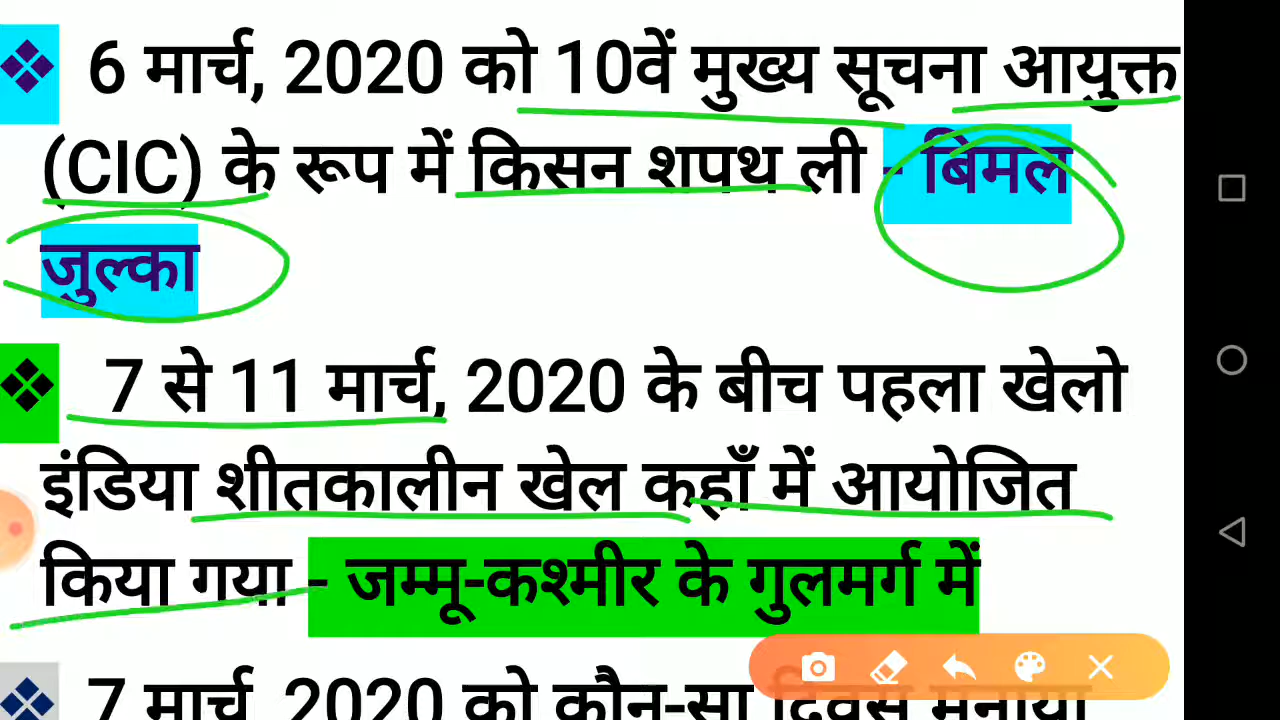 ❖ 6 मार्च, 2020 को 10वें मुख्य सूचना आयुक्त
(CIC) के रूप में किसन शपथ ली - बिमल
जुल्का
❖ 7 से 11 मार्च, 2020 के बीच पहला खेलो
इंडिया शीतकालीन खेल कहाँ में आयोजित
किया गया - जम्मू-कश्मीर के गुलमर्ग में
❖ 7 मार्च, 2020 को कौन-सा दिवस मनाया